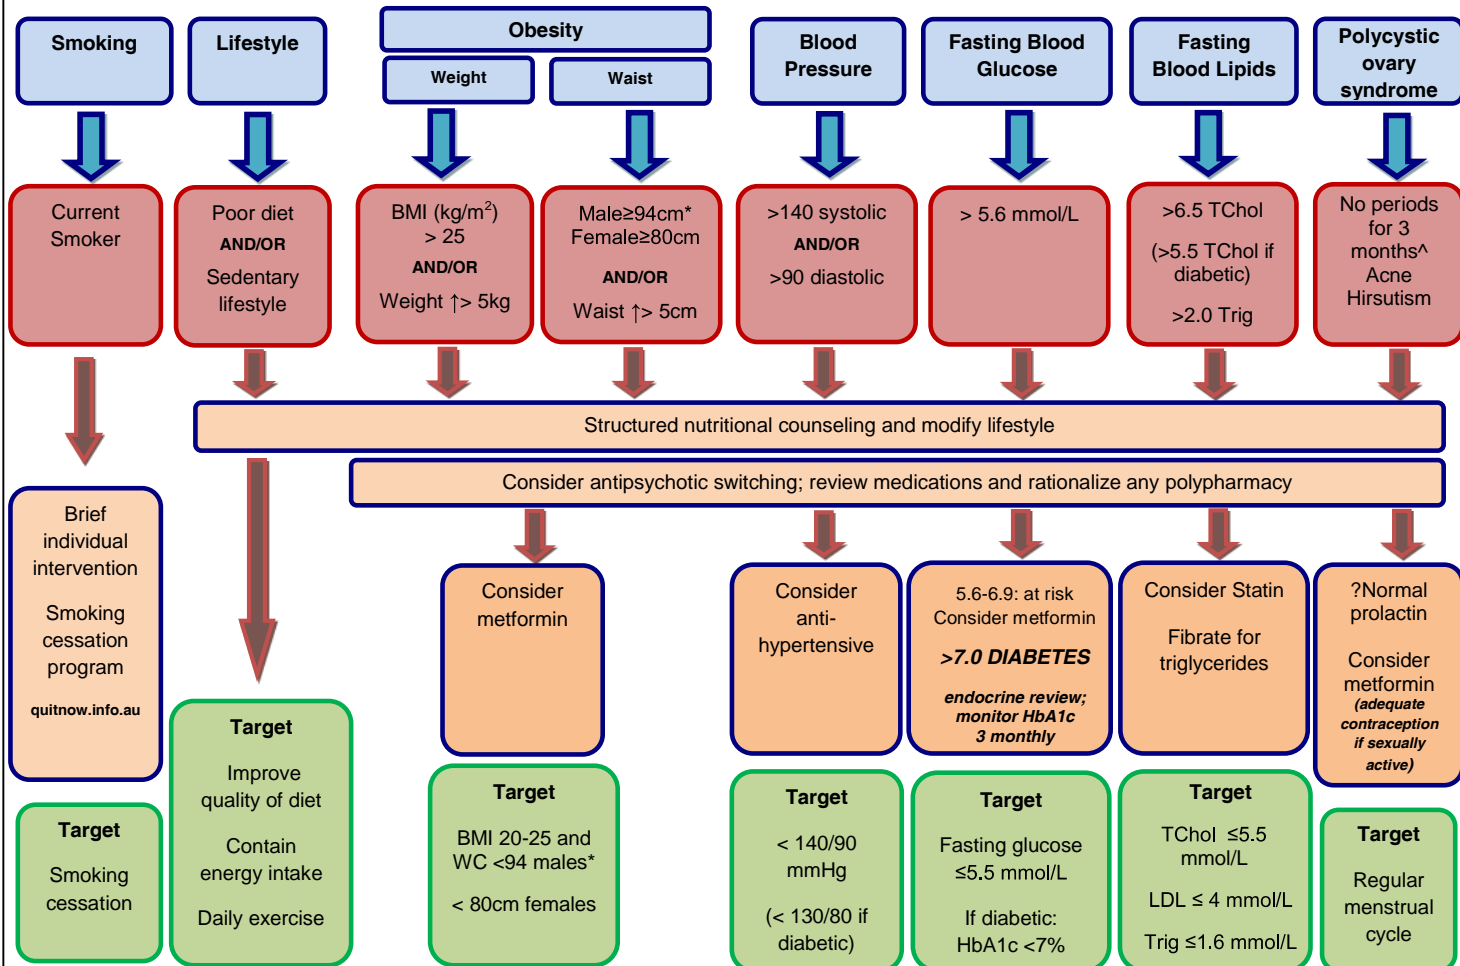 Smoking
Lifestyle
Obesity
Weight
Waist
Blood
Pressure
Fasting Blood
Glucose
Fasting
Blood Lipids
Polycystic
ovary
syndrome
Current
Smoker
Poor diet
AND/OR
Sedentary
lifestyle
BMI (kg/m²)
> 25
AND/OR
Weight ↑> 5kg
Male≥94cm*
Female≥80cm
AND/OR
Waist ↑> 5cm
>140 systolic
AND/OR
>90 diastolic
> 5.6 mmol/L
>6.5 TChol
(>5.5 TChol if
diabetic)
>2.0 Trig
No periods
for 3
months^
Acne
Hirsutism
Structured nutritional counseling and modify lifestyle
Consider antipsychotic switching; review medications and rationalize any polypharmacy
Brief
individual
intervention
Smoking
cessation
program
quitnow.info.au
Consider
metformin
Consider
anti-
hypertensive
5.6-6.9: at risk
Consider metformin
>7.0 DIABETES
endocrine review;
monitor HbA1c
3 monthly
Consider Statin
Fibrate for
triglycerides
?Normal
prolactin
Consider
metformin
(adequate
contraception
if sexually
active)
Target
Smoking
cessation
Target
Improve
quality of diet
Contain
energy intake
Daily exercise
Target
BMI 20-25 and
WC <94 males*
< 80cm females
Target
< 140/90
mmHg
(< 130/80 if
diabetic)
Target
Fasting glucose
≤5.5 mmol/L
If diabetic:
HbA1c <7%
Target
TChol ≤5.5
mmol/L
LDL ≤ 4 mmol/L
Trig ≤1.6 mmol/L
Target
Regular
menstrual
cycle